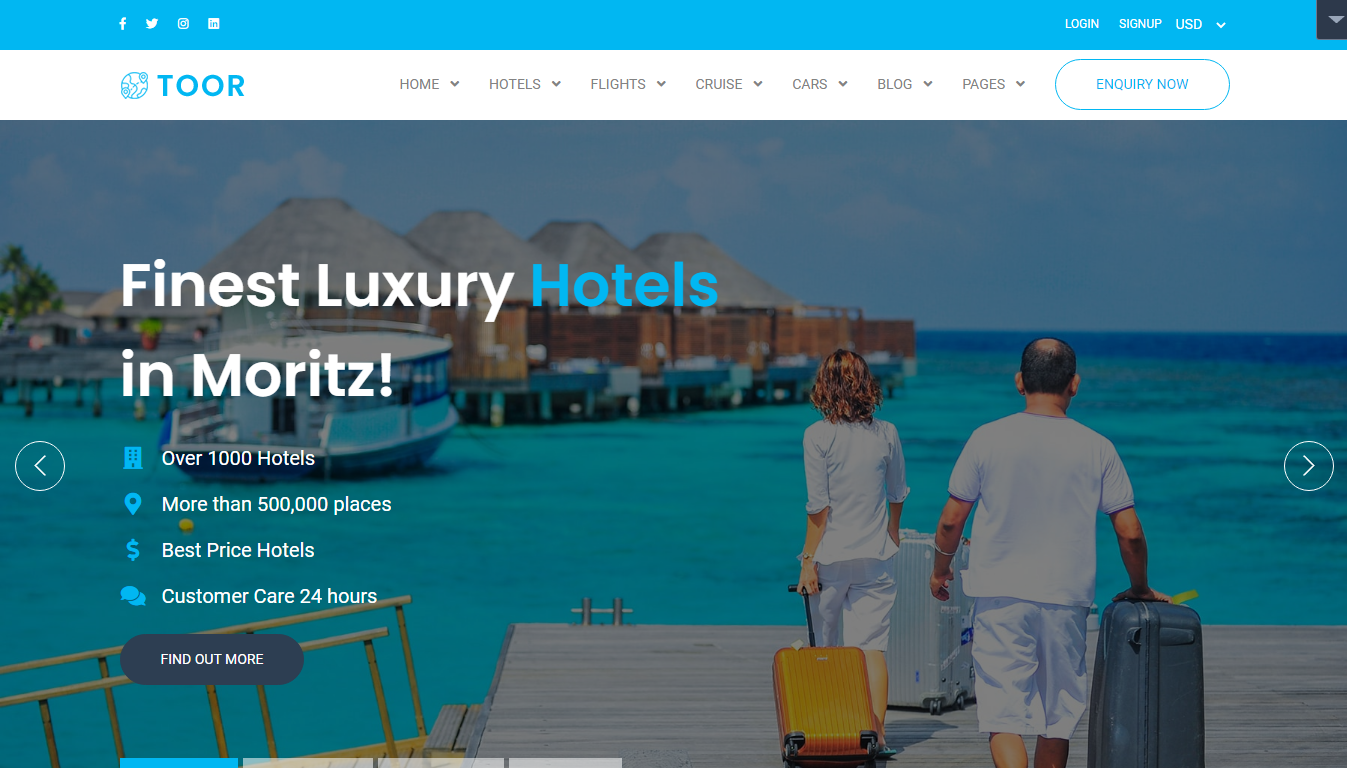 LOGIN SIGNUP USD
TOOR HOME HOTELS FLIGHTS CRUISE CARS BLOG PAGES ENQUIRY NOW
Finest Luxury Hotels
in Moritz!
Over 1000 Hotels
More than 500,000 places
Best Price Hotels
Customer Care 24 hours
FIND OUT MORE